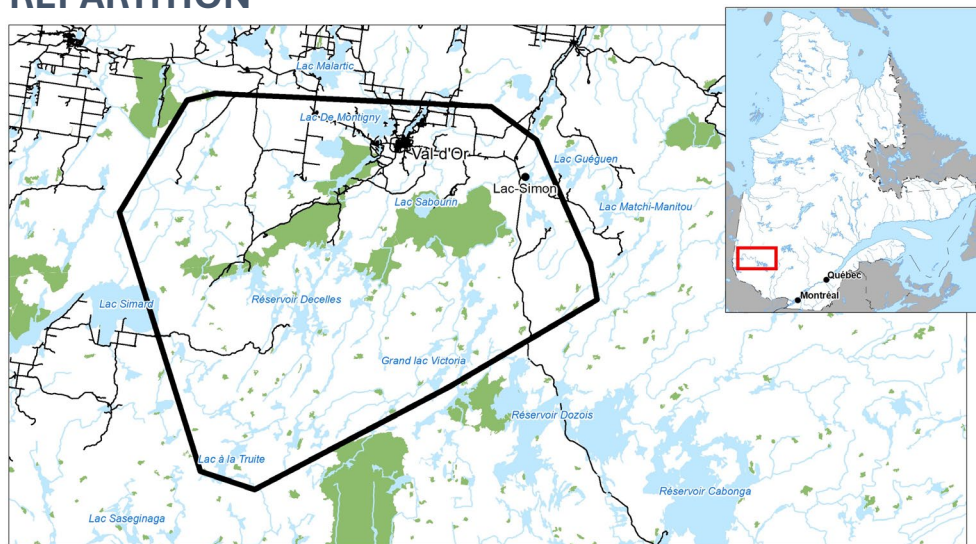 RÉPARTITION
Lac Malartic
Lac De Montigny
Val-d'Or
Lac Guéguen
Lac-Simon
Lac Sabourin
Lac Matchi-Manitou
Réservoir Decelles
Lac Simard
Grand lac Victoria
Réservoir Dozois
Lac à la Truite
Réservoir Cabonga
Lac Saseginaga
Québec
Montréal